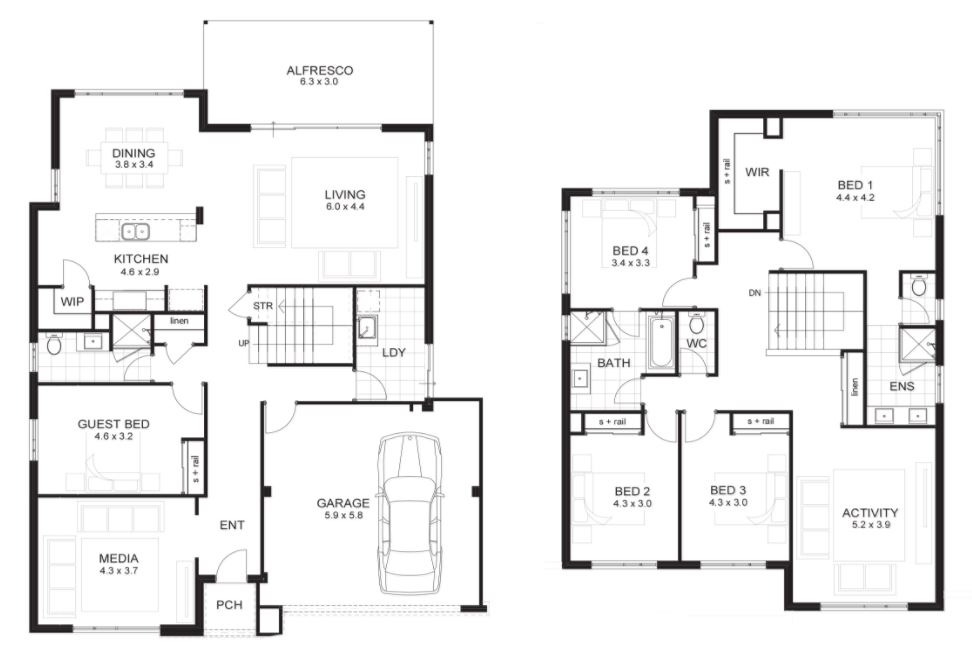 ALFRESCO
6.3 x 3.0
DINING
3.8 x 3.4
LIVING
6.0 x 4.4
KITCHEN
4.6 x 2.9
WIP
linen
STR
UP
LDY
GUEST BED
4.6 x 3.2
s + rail
GARAGE
5.9 x 5.8
ENT
MEDIA
4.3 x 3.7
PCH
s + rail
WIR
BED 1
4.4 x 4.2
BED 4
3.4 x 3.3
s + rail
DN
BATH
WC
linen
ENS
s + rail
s + rail
BED 2
4.3 x 3.0
BED 3
4.3 x 3.0
ACTIVITY
5.2 x 3.9